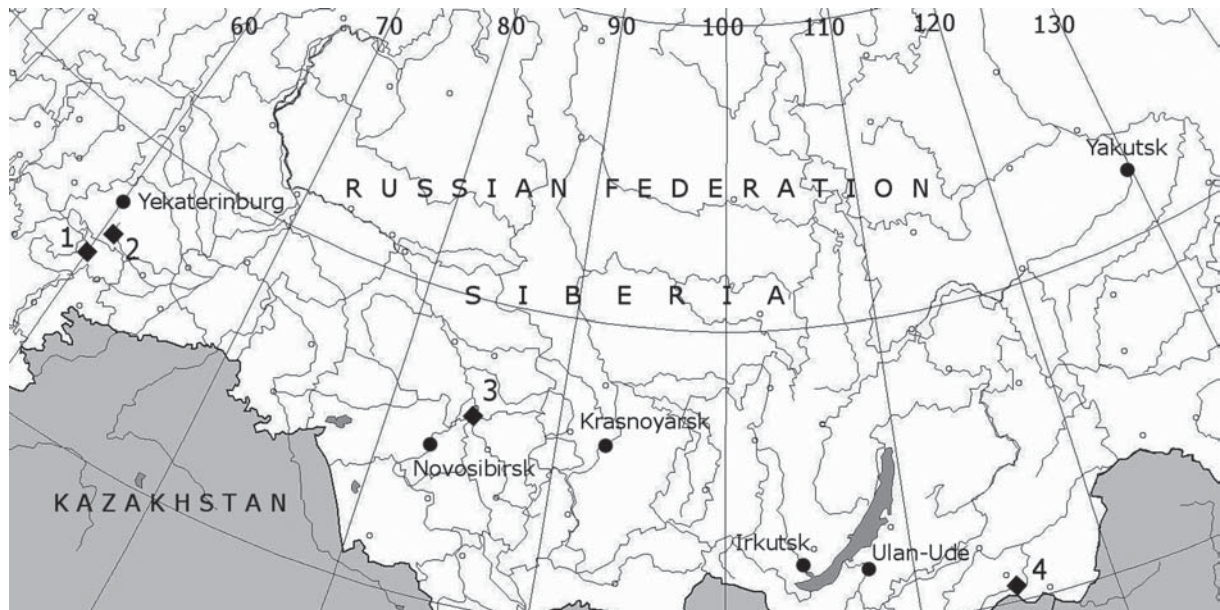 60 70 80 90 100 110 120 130
Yakutsk
RUSSIAN FEDERATION
Yekaterinburg
1
2
SIBERIA
3
Krasnoyarsk
Novosibirsk
KAZAKHSTAN
Irkutsk
Ulan-Ude
4